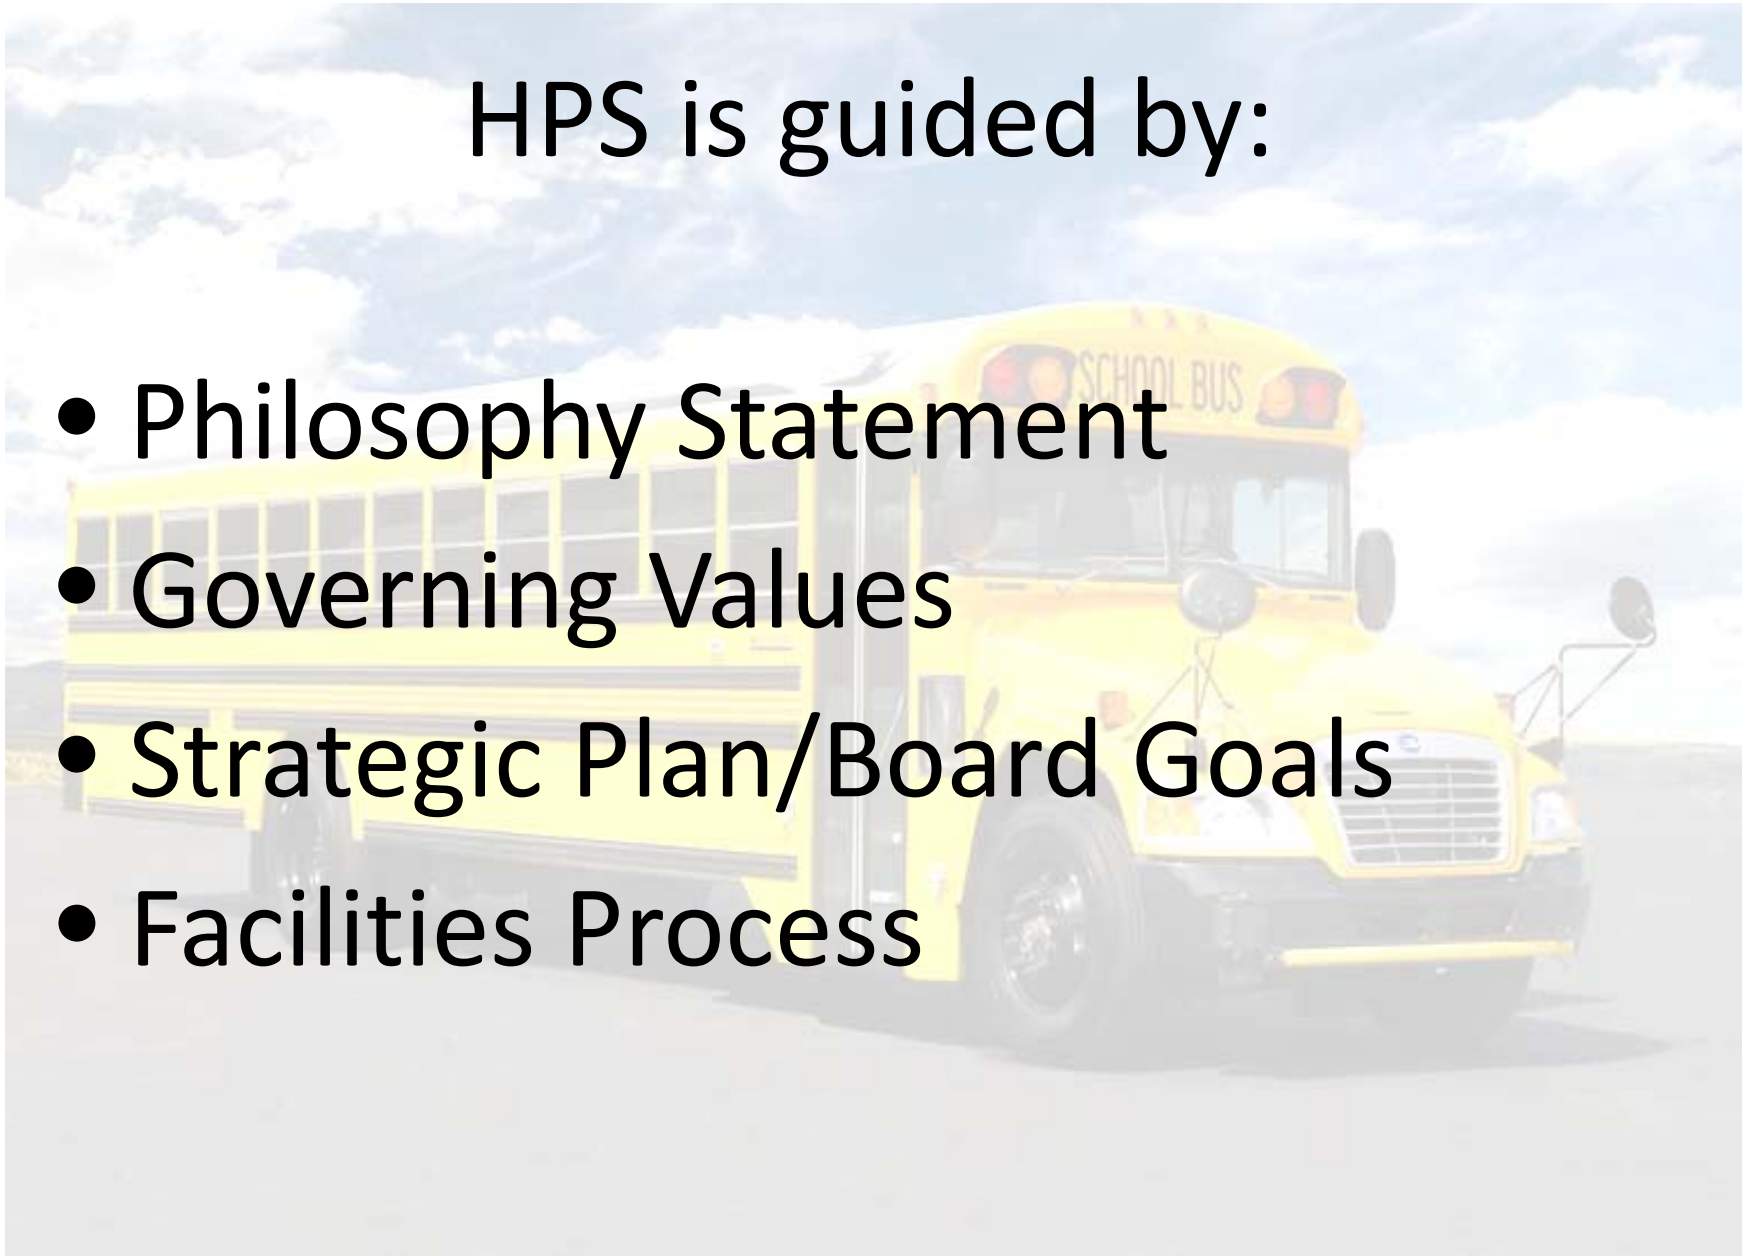 HPS is guided by:
SCHOOL BUS
• Philosophy Statement
• Governing Values
• Strategic Plan/Board Goals
• Facilities Process